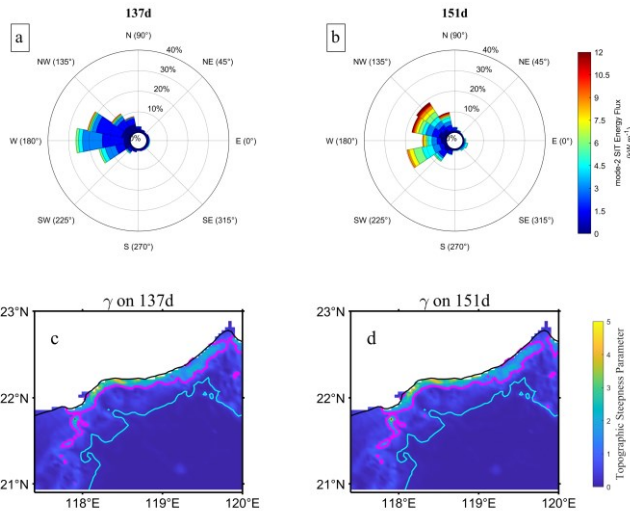 137d
151d
a
b
N (90°)
N (90°)
NW (135°)
NE (45°)
NW (135°)
NE (45°)
40%
30%
20%
10%
40%
30%
20%
10%
W (180°)
E (0°)
W (180°)
E (0°)
SW (225°)
SE (315°)
SW (225°)
SE (315°)
S (270°)
S (270°)
12
10.5
9
7.5
6
4.5
3
1.5
0
mode-2 SIT Energy Flux
γ on 137d
γ on 151d
c
d
23°N
22°N
21°N
118°E
119°E
120°E
23°N
22°N
21°N
118°E
119°E
120°E
5
4
3
2
1
0
Topographic Steepness Parameter